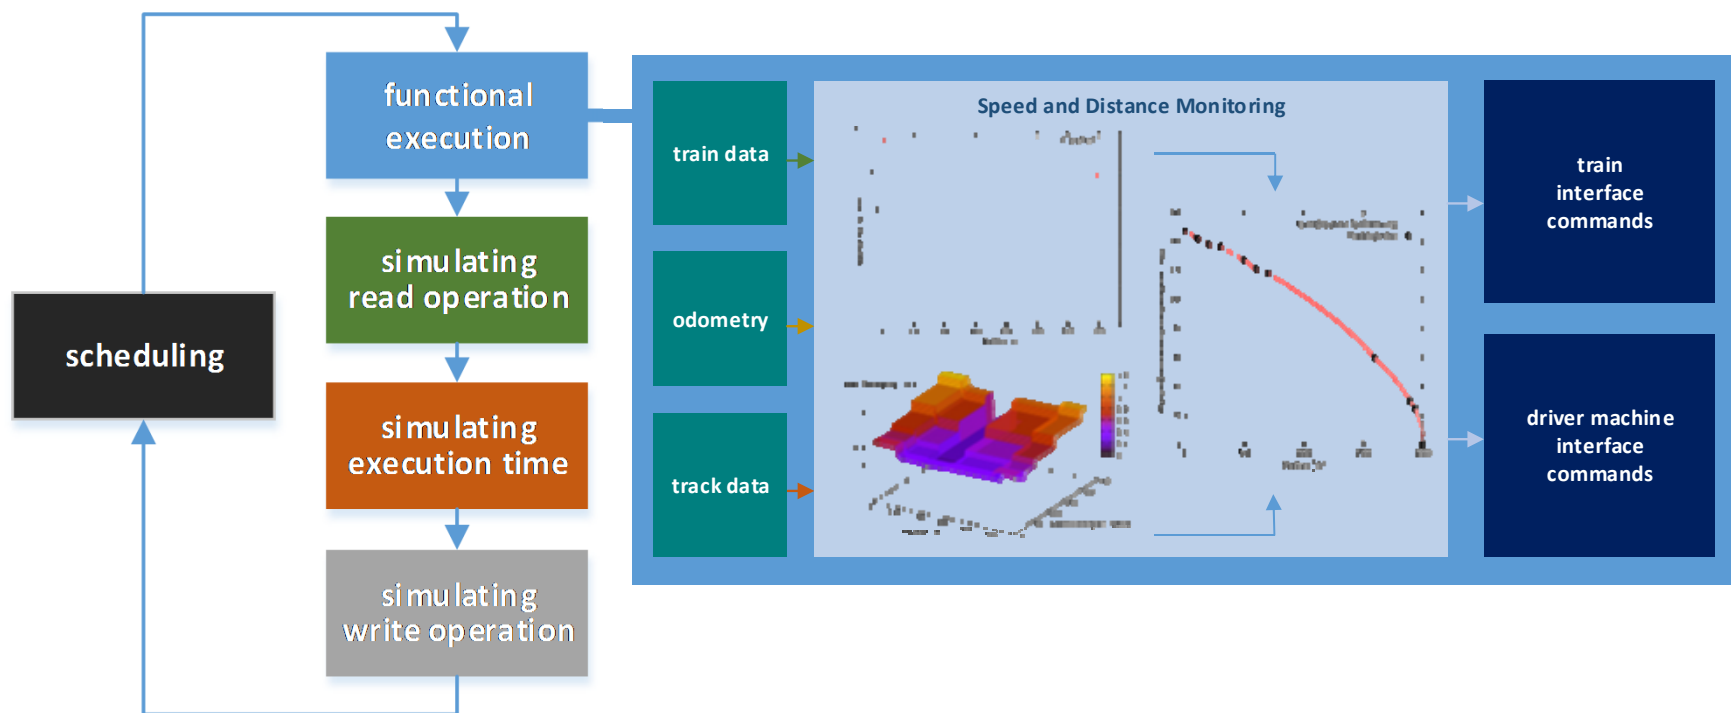 functional
execution
simulating
read operation
scheduling
simulating
execution time
simulating
write operation
train data
odometry
track data
Speed and Distance Monitoring
train
interface
commands
driver machine
interface
commands